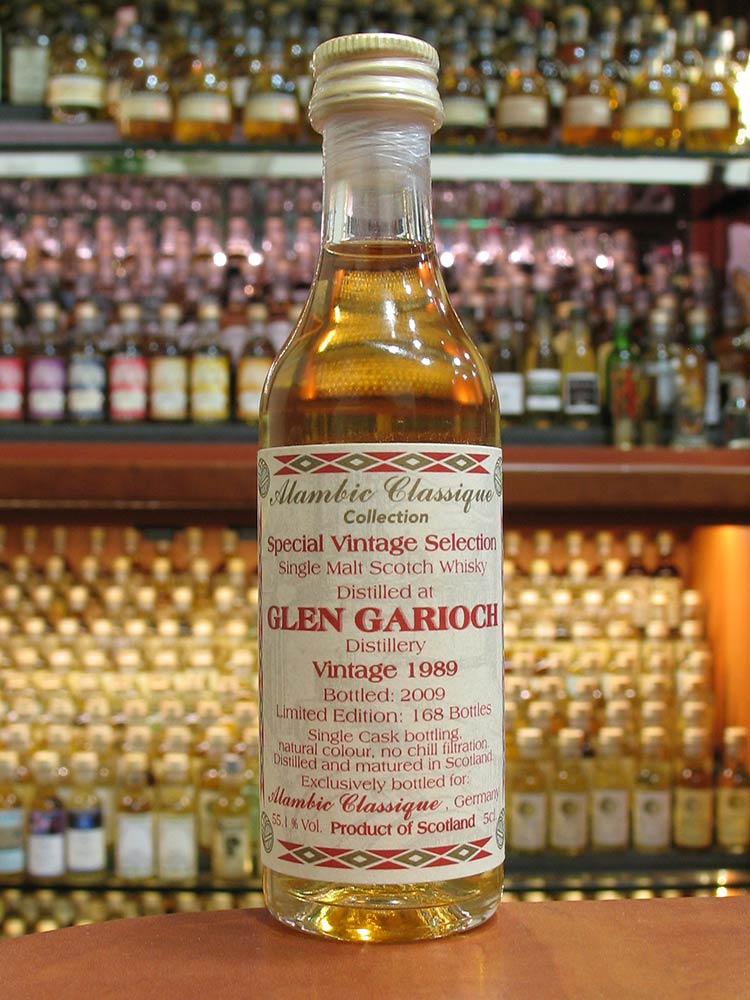 Alambic Classique
Collection
Special Vintage Selection
Single Malt Scotch Whisky
Distilled at
GLEN GARIOCH
Distillery
Vintage 1989
Bottled: 2009
Limited Edition: 168 Bottles
Single Cask bottling,
natural colour, no chill filtration.
Distilled and matured in Scotland.
Exclusively bottled for:
Alambic Classique, Germany
55.1 % Vol. Product of Scotland 5cl